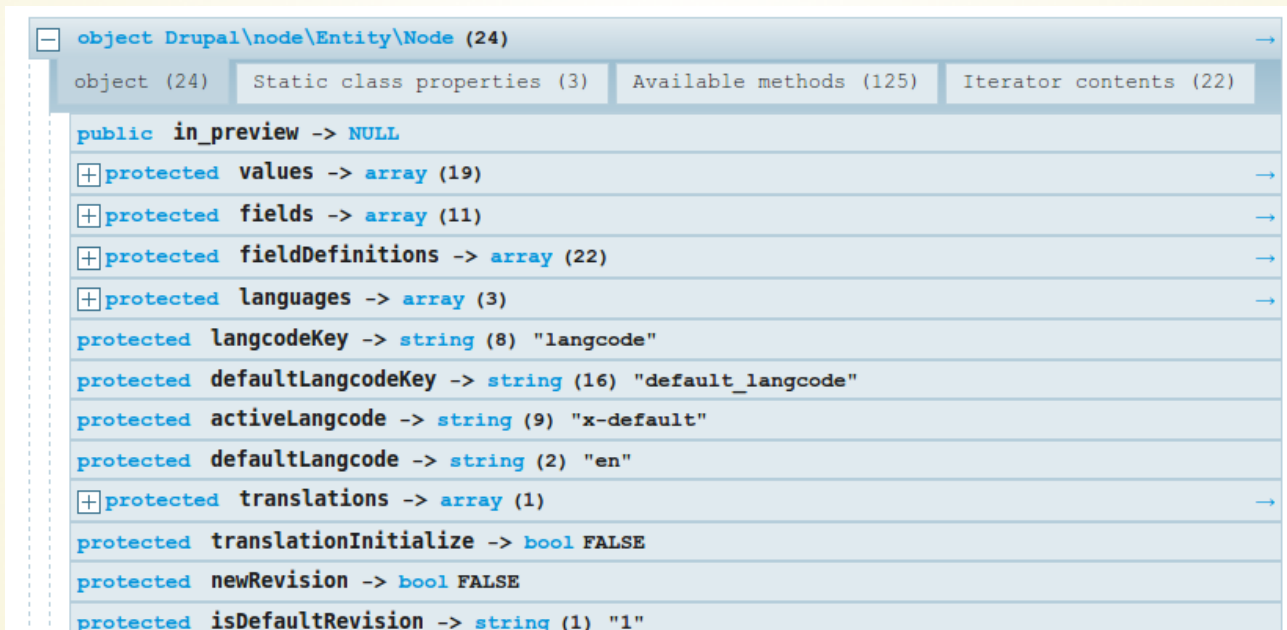 object Drupal\node\Entity\Node (24) →
object (24) Static class properties (3) Available methods (125) Iterator contents (22)
public in_preview -> NULL
protected values -> array (19) →
protected fields -> array (11) →
protected fieldDefinitions -> array (22) →
protected languages -> array (3) →
protected langcodeKey -> string (8) "langcode"
protected defaultLangcodeKey -> string (16) "default_langcode"
protected activeLangcode -> string (9) "x-default"
protected defaultLangcode -> string (2) "en"
protected translations -> array (1) →
protected translationInitialize -> bool FALSE
protected newRevision -> bool FALSE
protected isDefaultRevision -> string (1) "1"